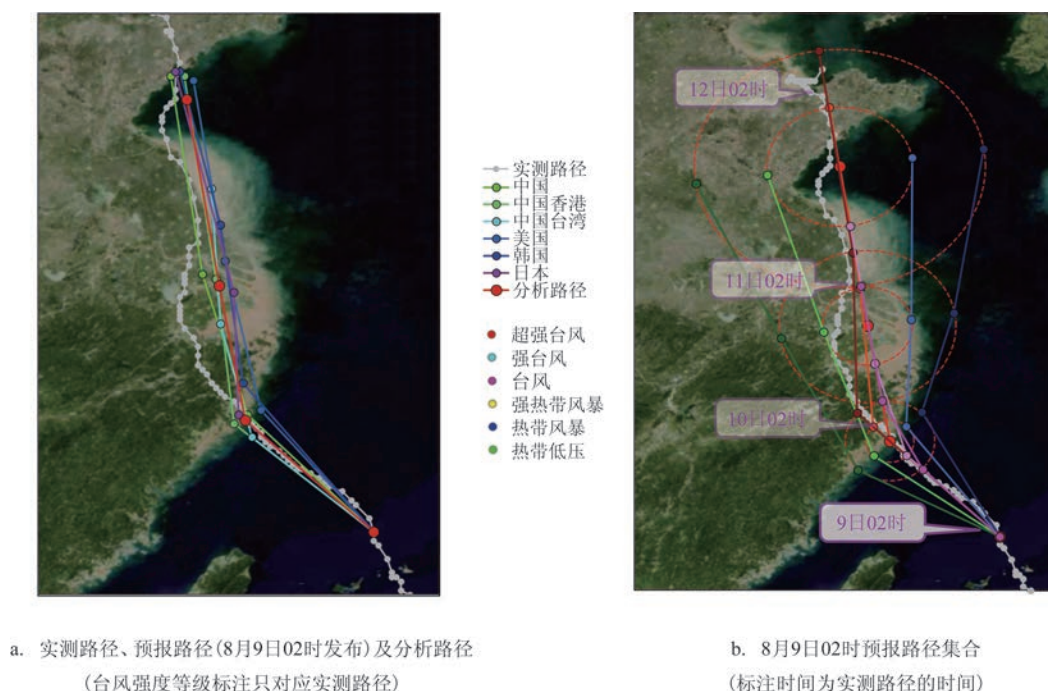 实测路径
中国
中国香港
中国台湾
美国
韩国
日本
分析路径
超强台风
强台风
台风
强热带风暴
热带风暴
热带低压
12日02时
11日02时
10日02时
9日02时
a. 实测路径、预报路径(8月9日02时发布)及分析路径
(台风强度等级标注只对应实测路径)
b. 8月9日02时预报路径集合
(标注时间为实测路径的时间)